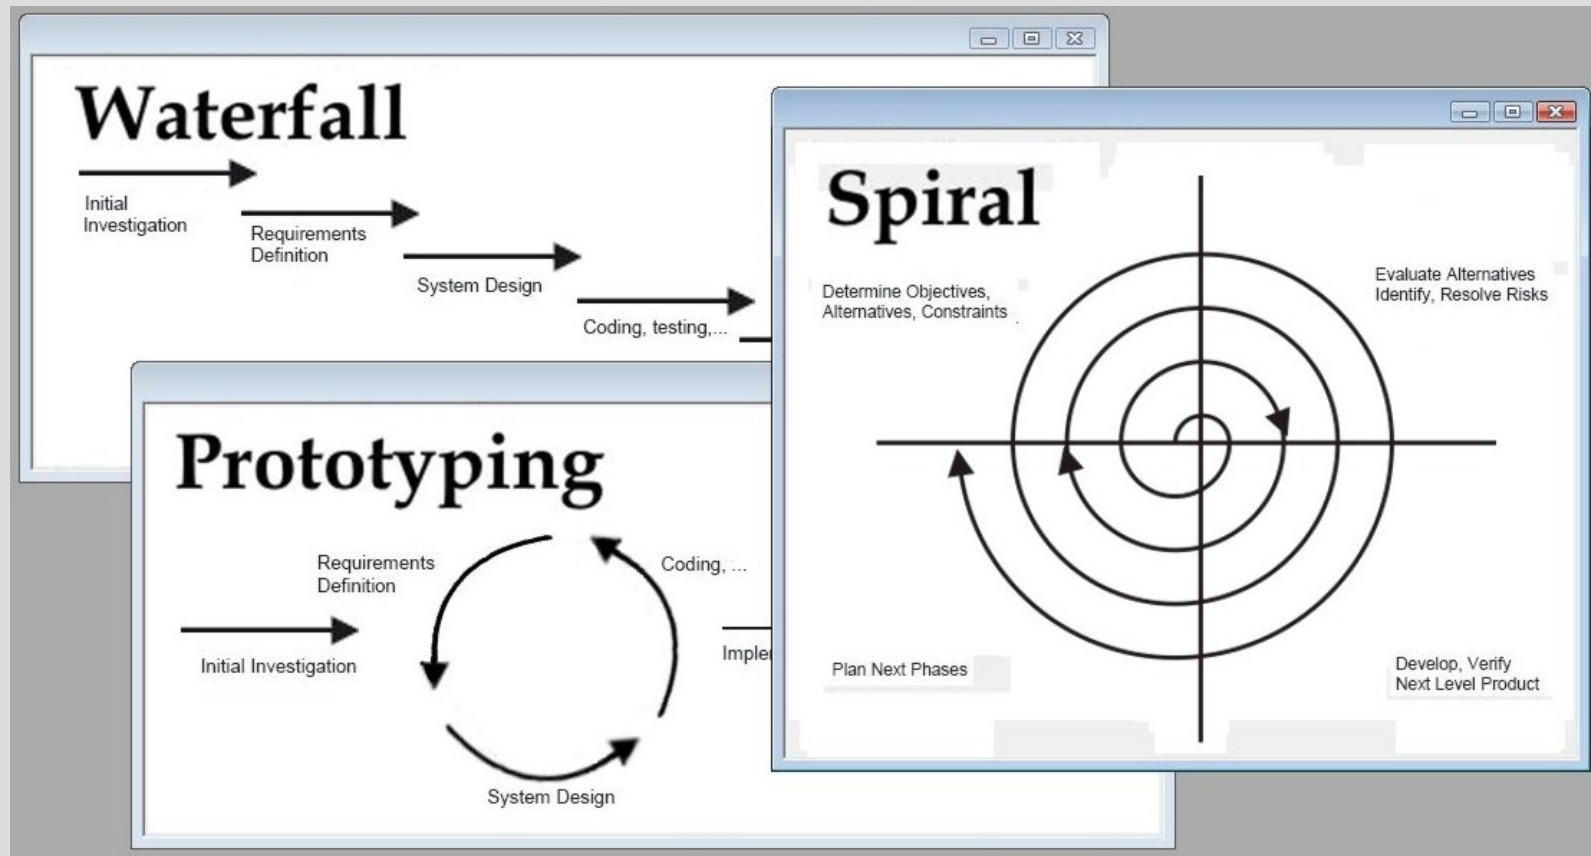 Waterfall
Initial
Investigation
Requirements
Definition
System Design
Coding, testing,...
Prototyping
Requirements
Definition
Coding, ...
Initial Investigation
System Design
Spiral
Determine Objectives,
Alternatives, Constraints
Evaluate Alternatives
Identify, Resolve Risks
Plan Next Phases
Develop, Verify
Next Level Product